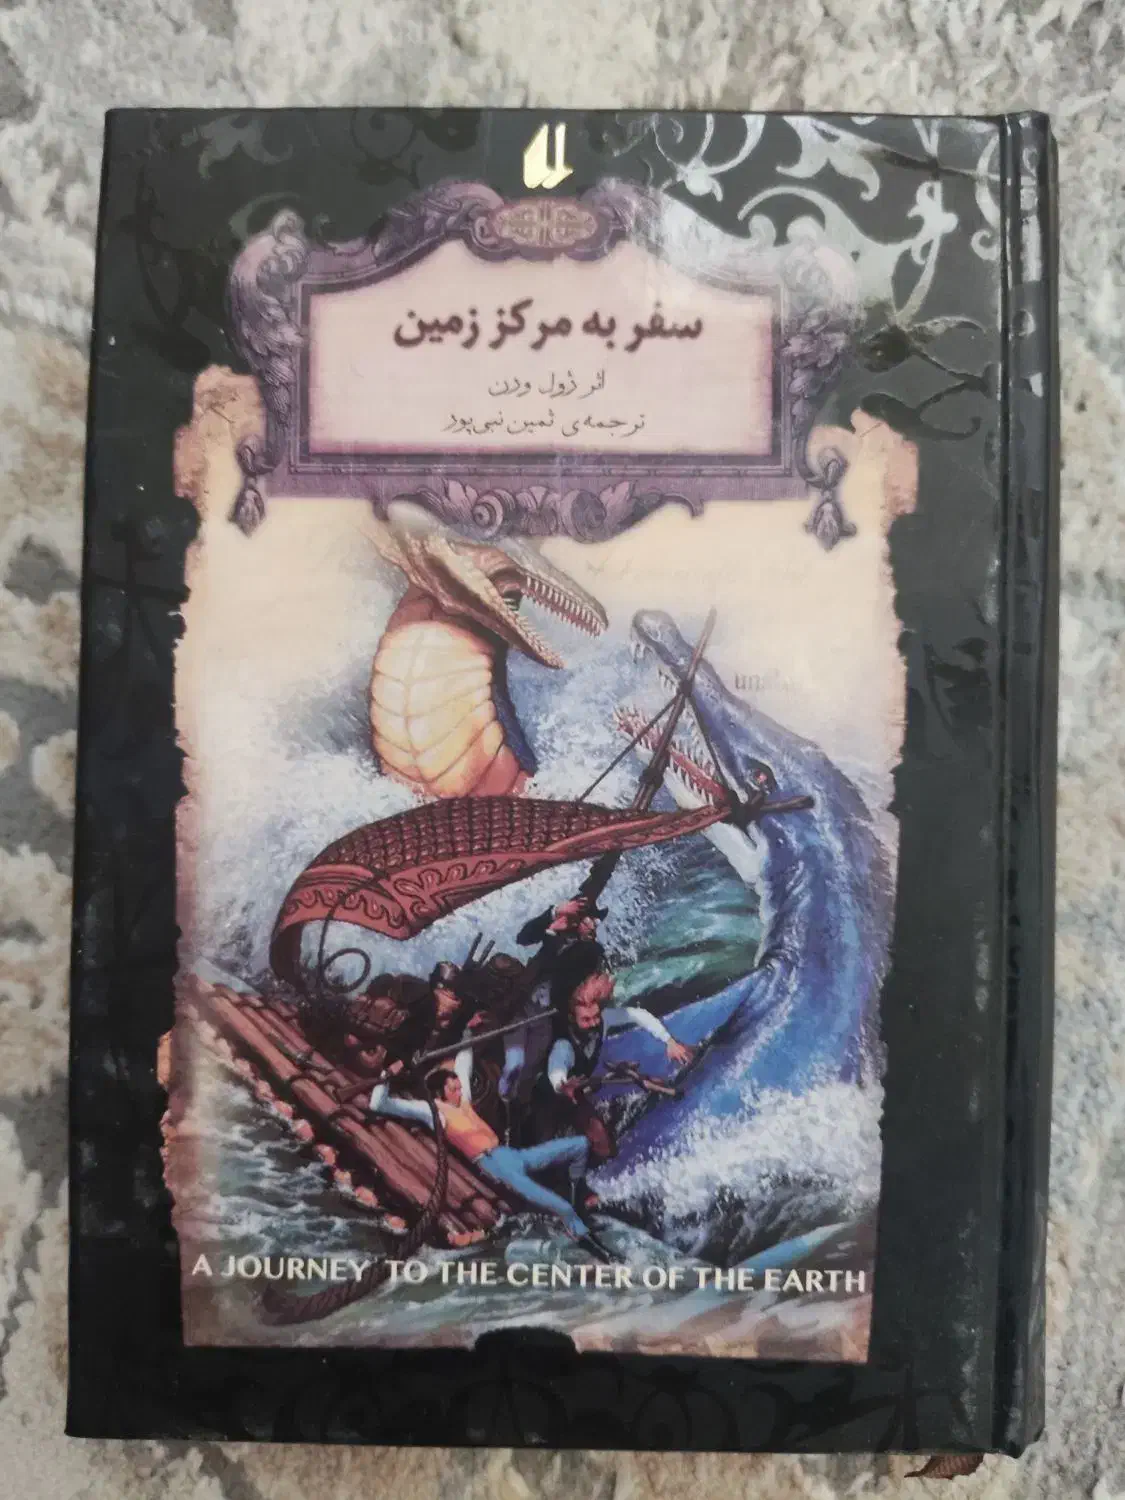 سفر به مرکز زمین
اثر ژول ورن
ترجمه‌ی ثمین نبی‌پور
A JOURNEY TO THE CENTER OF THE EARTH